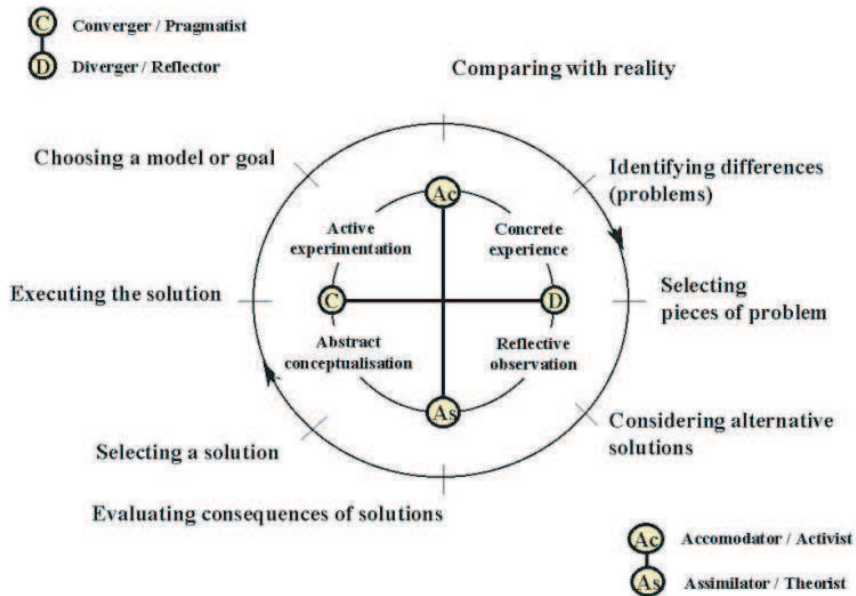 C Converger / Pragmatist
D Diverger / Reflector
Comparing with reality
Choosing a model or goal
Identifying differences
(problems)
Ac
Active
experimentation
Concrete
experience
Executing the solution
C
D
Selecting
pieces of problem
Abstract
conceptualisation
Reflective
observation
As
Considering alternative
solutions
Selecting a solution
Evaluating consequences of solutions
Ac Accomodator / Activist
As Assimilator / Theorist